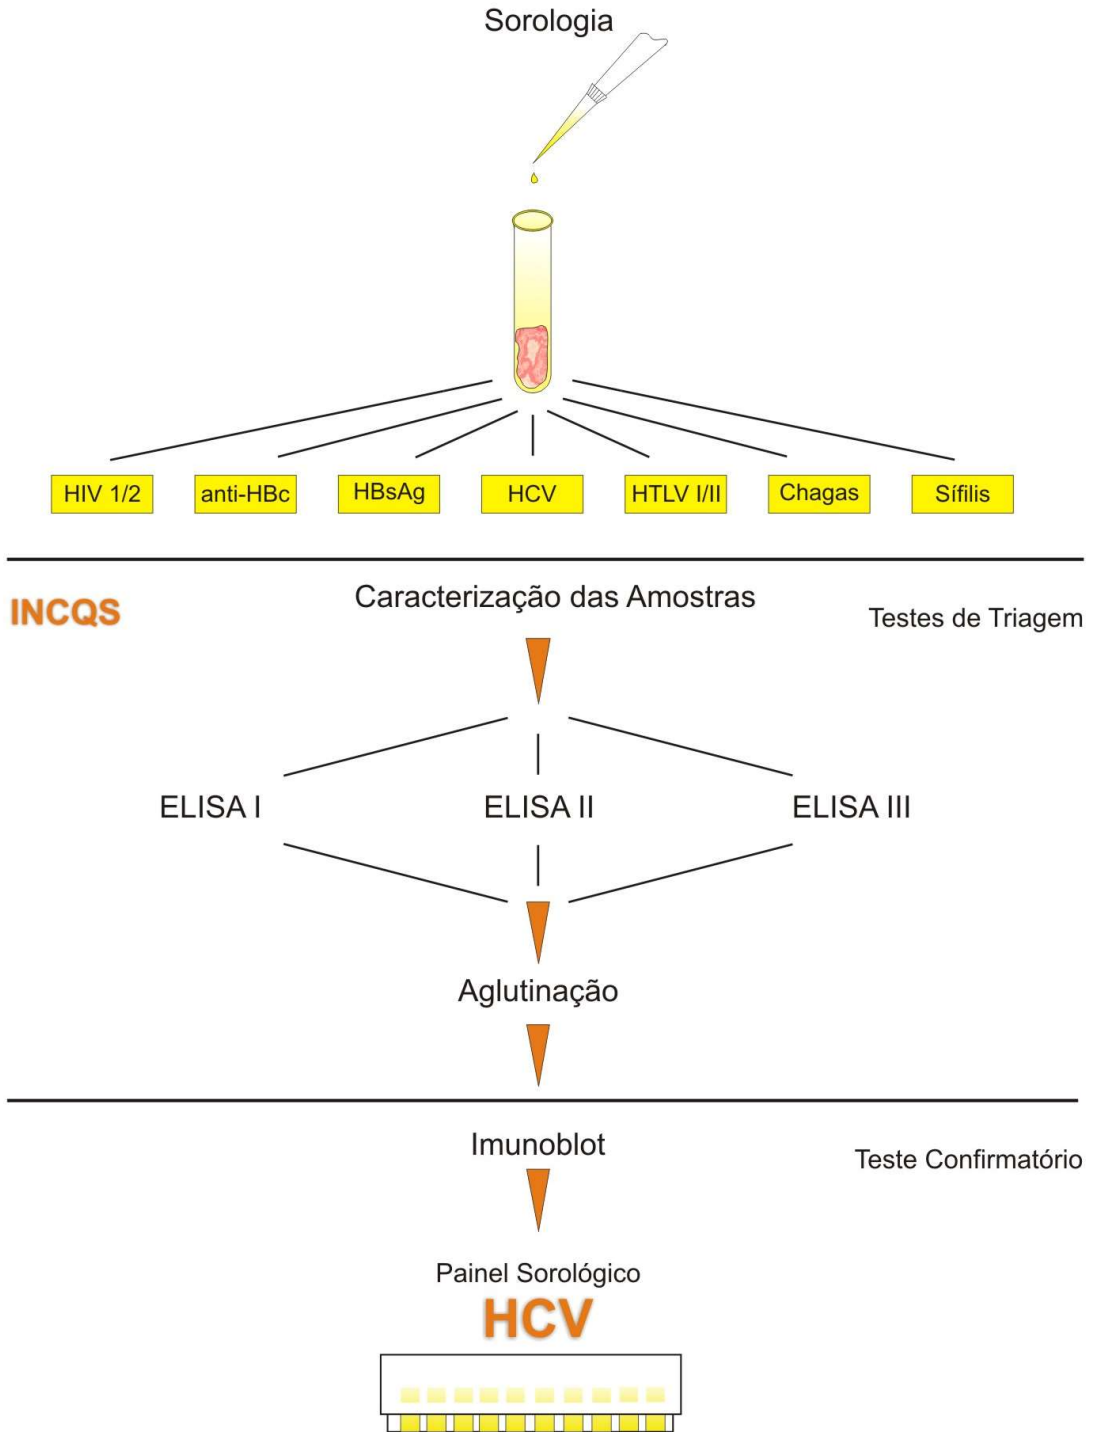 Sorologia
HIV 1/2
anti-HBc
HBsAg
HCV
HTLV I/II
Chagas
Sífilis
INCQS
Caracterização das Amostras
Testes de Triagem
ELISA I
ELISA II
ELISA III
Aglutinação
Imunoblot
Teste Confirmatório
Painel Sorológico
HCV